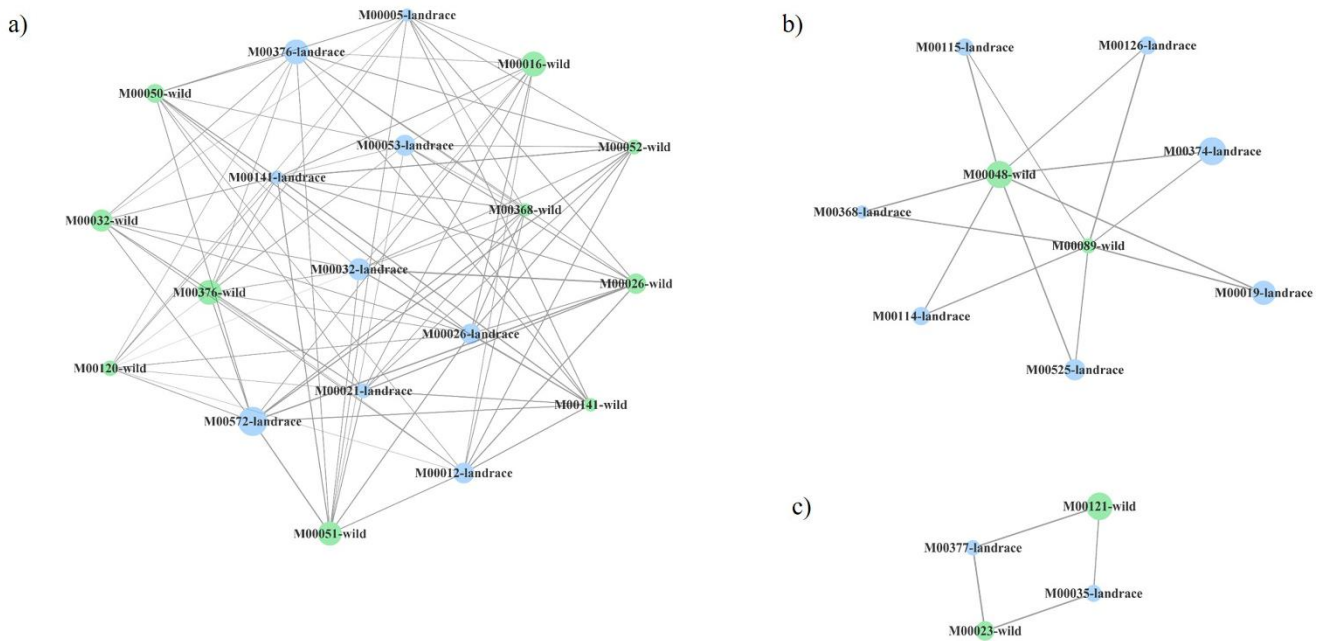 a)
M00005-landrace
M00376-landrace
M00016-wild
M00050-wild
M00053-landrace
M00052-wild
M00141-landrace
M00368-wild
M00032-wild
M00032-landrace
M00376-wild
M00026-wild
M00026-landrace
M00120-wild
M00021-landrace
M00141-wild
M00572-landrace
M00012-landrace
M00051-wild
b)
M00115-landrace
M00126-landrace
M00374-landrace
M00048-wild
M00368-landrace
M00089-wild
M00019-landrace
M00114-landrace
M00525-landrace
c)
M00121-wild
M00377-landrace
M00035-landrace
M00023-wild